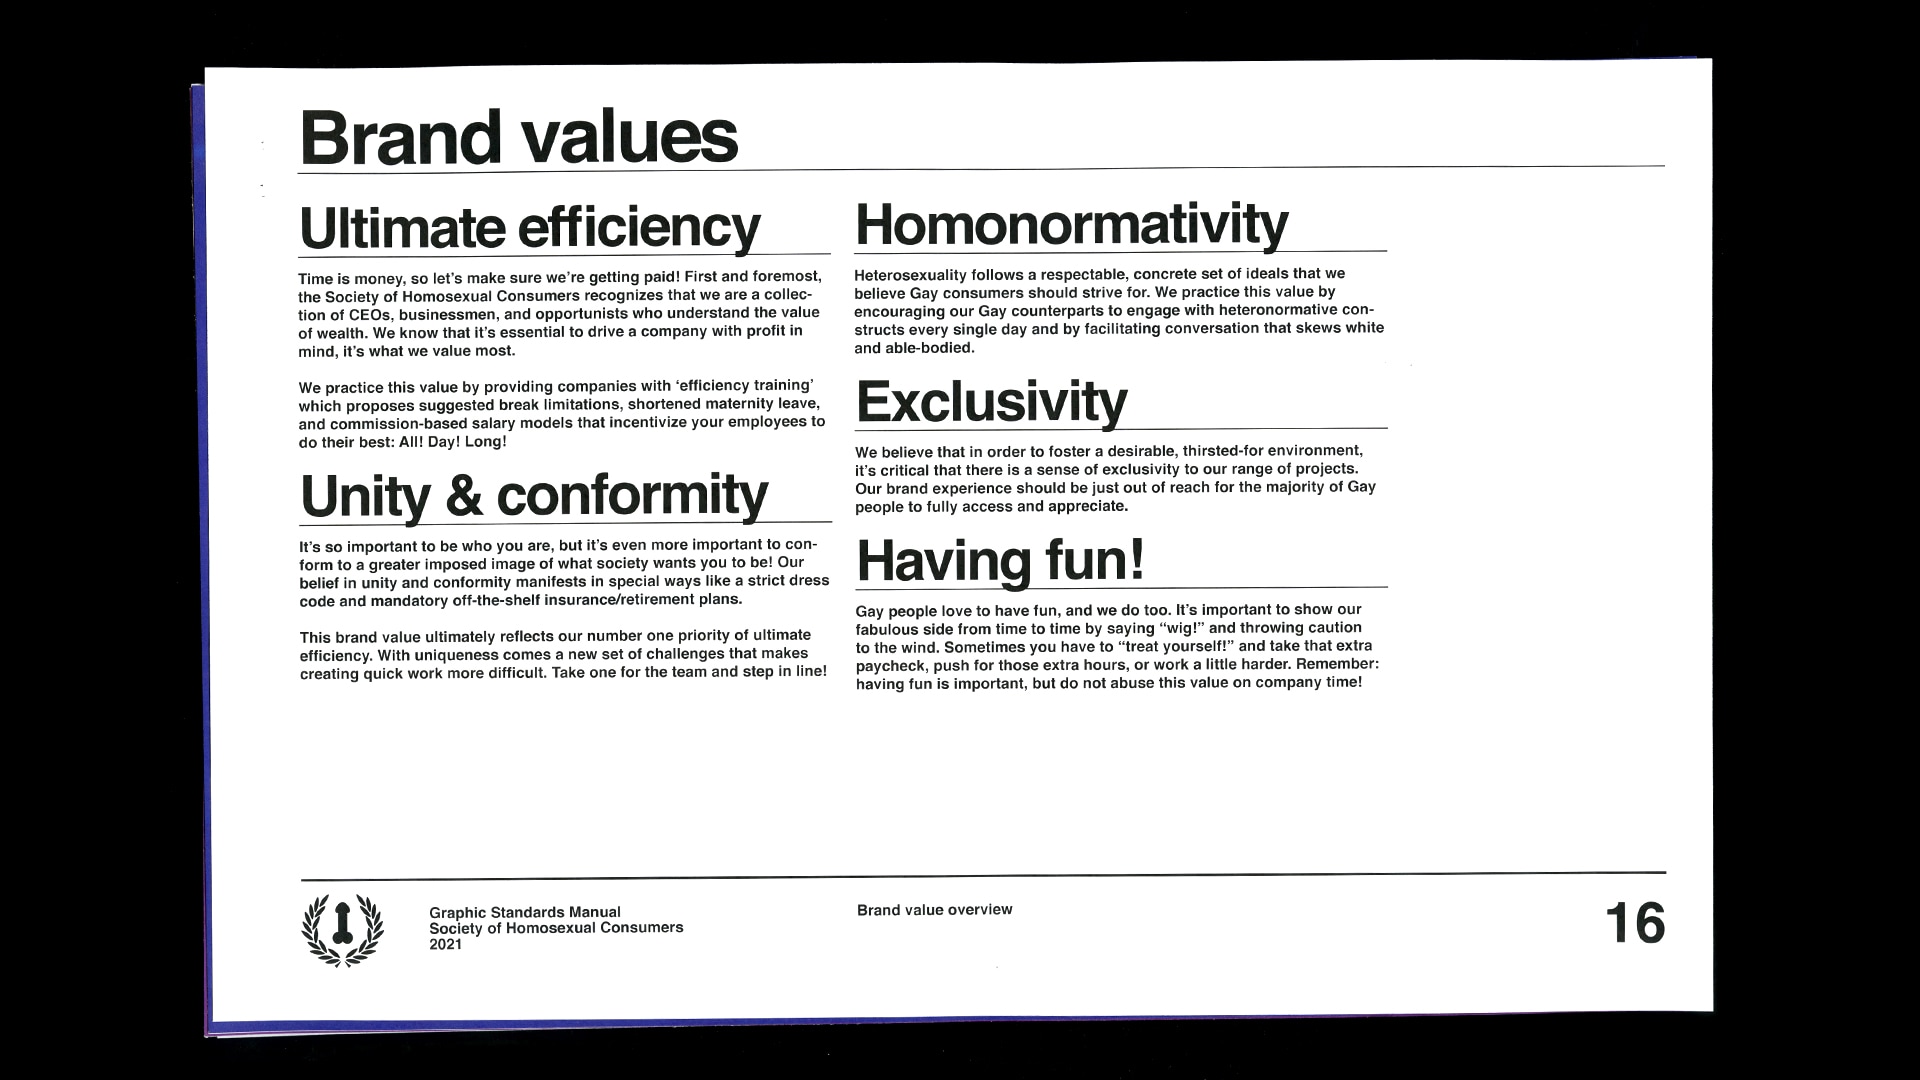 Brand values
Ultimate efficiency
Time is money, so let's make sure we're getting paid! First and foremost,
the Society of Homosexual Consumers recognizes that we are a collec-
tion of CEOs, businessmen, and opportunists who understand the value
of wealth. We know that it's essential to drive a company with profit in
mind, it's what we value most.
We practice this value by providing companies with ‘efficiency training’
which proposes suggested break limitations, shortened maternity leave,
and commission-based salary models that incentivize your employees to
do their best: All! Day! Long!
Unity & conformity
It's so important to be who you are, but it's even more important to con-
form to a greater imposed image of what society wants you to be! Our
belief in unity and conformity manifests in special ways like a strict dress
code and mandatory off-the-shelf insurance/retirement plans.
This brand value ultimately reflects our number one priority of ultimate
efficiency. With uniqueness comes a new set of challenges that makes
creating quick work more difficult. Take one for the team and step in line!
Homonormativity
Heterosexuality follows a respectable, concrete set of ideals that we
believe Gay consumers should strive for. We practice this value by
encouraging our Gay counterparts to engage with heteronormative con-
structs every single day and by facilitating conversation that skews white
and able-bodied.
Exclusivity
We believe that in order to foster a desirable, thirsted-for environment,
it's critical that there is a sense of exclusivity to our range of projects.
Our brand experience should be just out of reach for the majority of Gay
people to fully access and appreciate.
Having fun!
Gay people love to have fun, and we do too. It's important to show our
fabulous side from time to time by saying “wig!” and throwing caution
to the wind. Sometimes you have to “treat yourself!” and take that extra
paycheck, push for those extra hours, or work a little harder. Remember:
having fun is important, but do not abuse this value on company time!
Graphic Standards Manual
Society of Homosexual Consumers
2021
Brand value overview
16